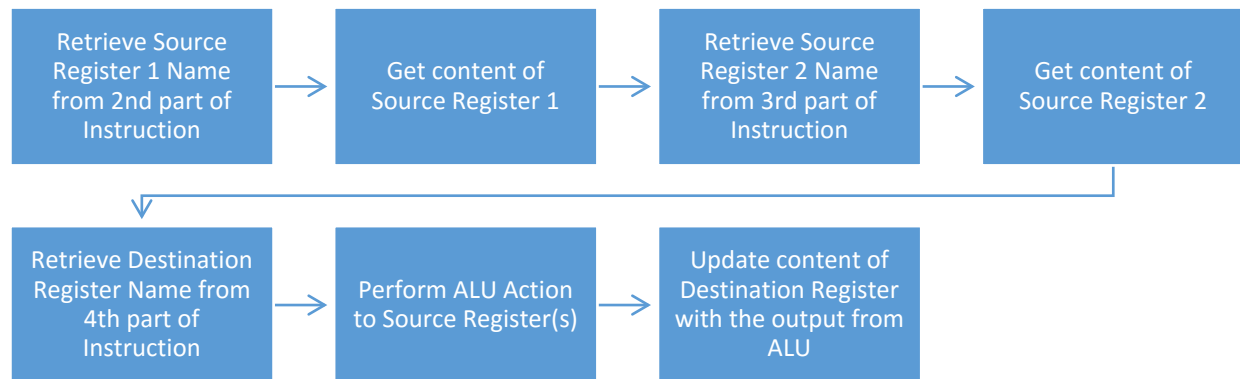 Retrieve Source
Register 1 Name
from 2nd part of
Instruction
Get content of
Source Register 1
Retrieve Source
Register 2 Name
from 3rd part of
Instruction
Get content of
Source Register 2
Retrieve Destination
Register Name from
4th part of
Instruction
Perform ALU Action
to Source Register(s)
Update content of
Destination Register
with the output from
ALU